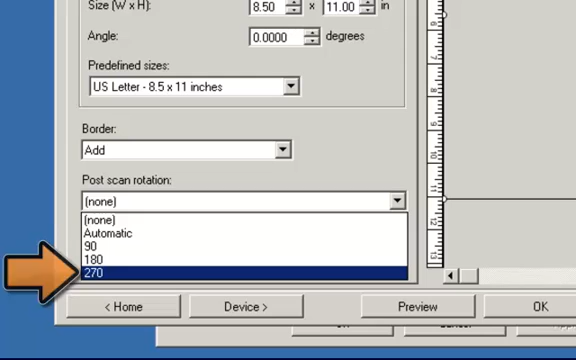 Size (W x H): 8.50 x 11.00 in
Angle: 0.0000 degrees
Predefined sizes:
US Letter - 8.5 x 11 inches
Border:
Add
Post scan rotation:
(none)
(none)
Automatic
90
180
270
< Home Device > Preview OK